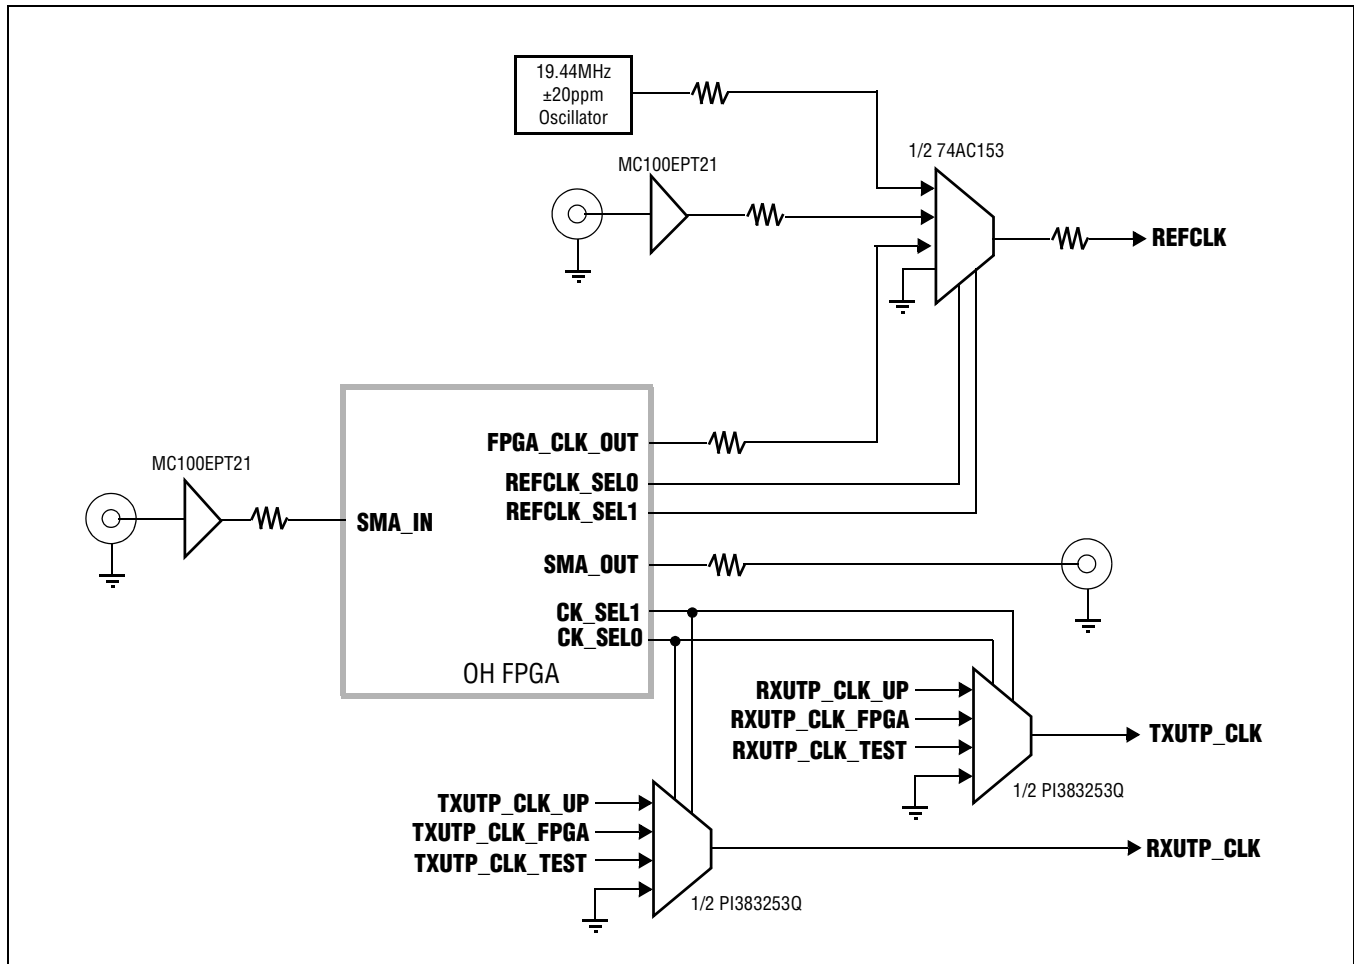 19.44MHz
±20ppm
Oscillator
1/2 74AC153
MC100EPT21
REFCLK
FPGA_CLK_OUT
MC100EPT21
REFCLK_SEL0
REFCLK_SEL1
SMA_IN
SMA_OUT
CK_SEL1
CK_SEL0
OH FPGA
RXUTP_CLK_UP
RXUTP_CLK_FPGA
RXUTP_CLK_TEST
TXUTP_CLK
1/2 PI383253Q
TXUTP_CLK_UP
TXUTP_CLK_FPGA
TXUTP_CLK_TEST
RXUTP_CLK
1/2 PI383253Q